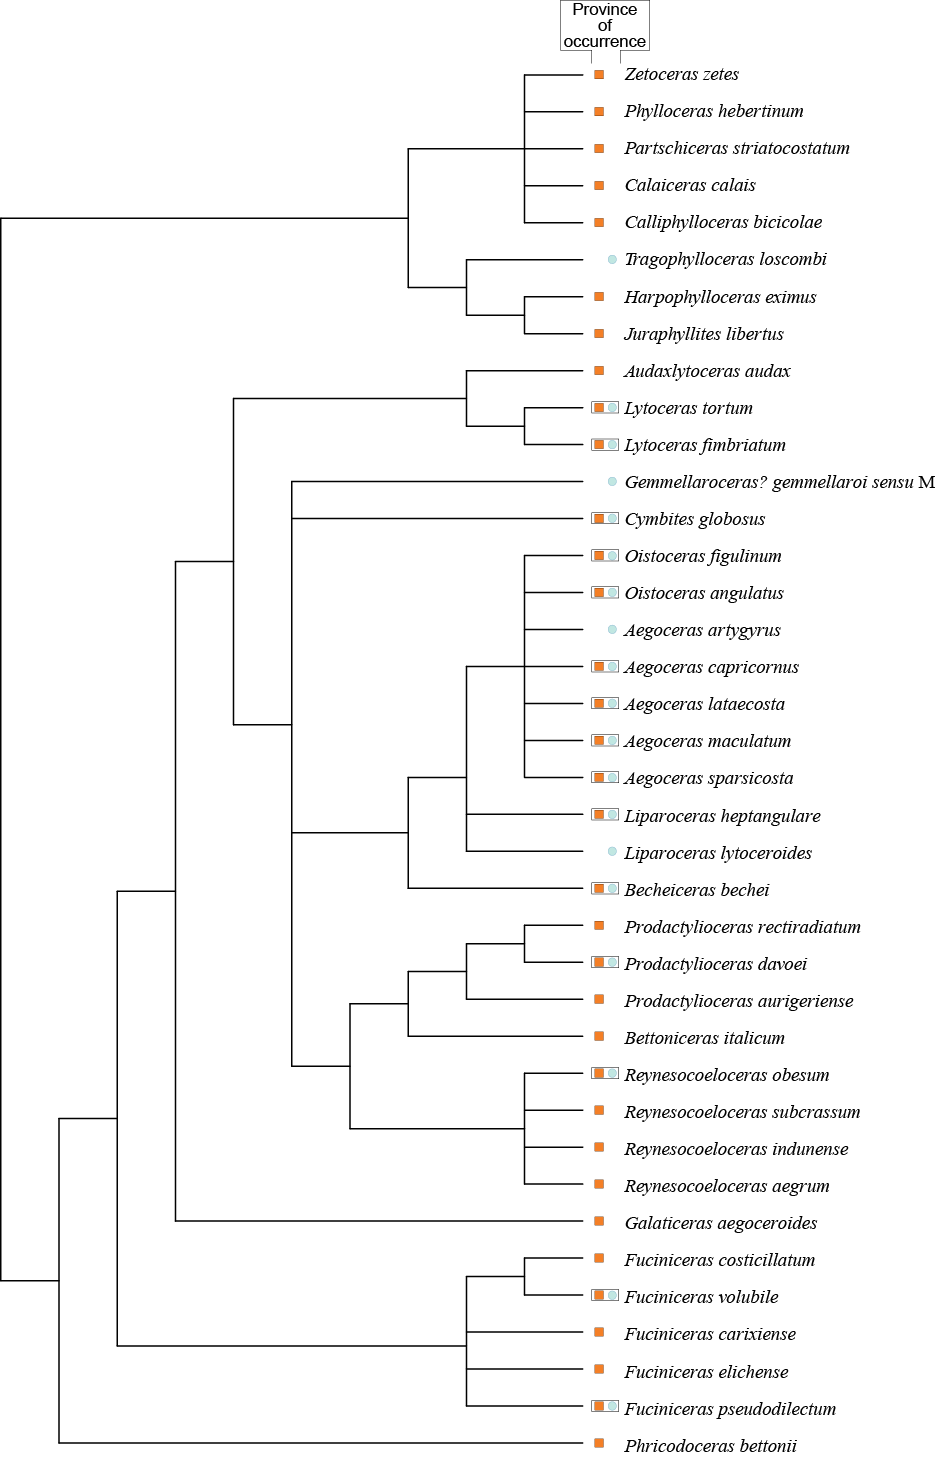 Province
of
occurrence
Zetoceras zetes
Phylloceras hebertinum
Partschiceras striatocostatum
Calaiceras calais
Calliphylloceras bicicolae
Tragophylloceras loscombi
Harpophylloceras eximus
Juraphyllites libertus
Audaxlytoceras audax
Lytoceras tortum
Lytoceras fimbriatum
Gemmellaroceras? gemmellaroi sensu M
Cymbites globosus
Oistoceras figulinum
Oistoceras angulatus
Aegoceras artygyrus
Aegoceras capricornus
Aegoceras lataecosta
Aegoceras maculatum
Aegoceras sparsicosta
Liparoceras heptangulare
Liparoceras lytoceroides
Becheiceras bechei
Prodactylioceras rectiradiatum
Prodactylioceras davoei
Prodactylioceras aurigeriense
Bettoniceras italicum
Reynesocoeloceras obesum
Reynesocoeloceras subcrassum
Reynesocoeloceras indunense
Reynesocoeloceras aegrum
Galaticeras aegoceroides
Fuciniceras costicillatum
Fuciniceras volubile
Fuciniceras carixiense
Fuciniceras elichense
Fuciniceras pseudodilectum
Phricodoceras bettonii